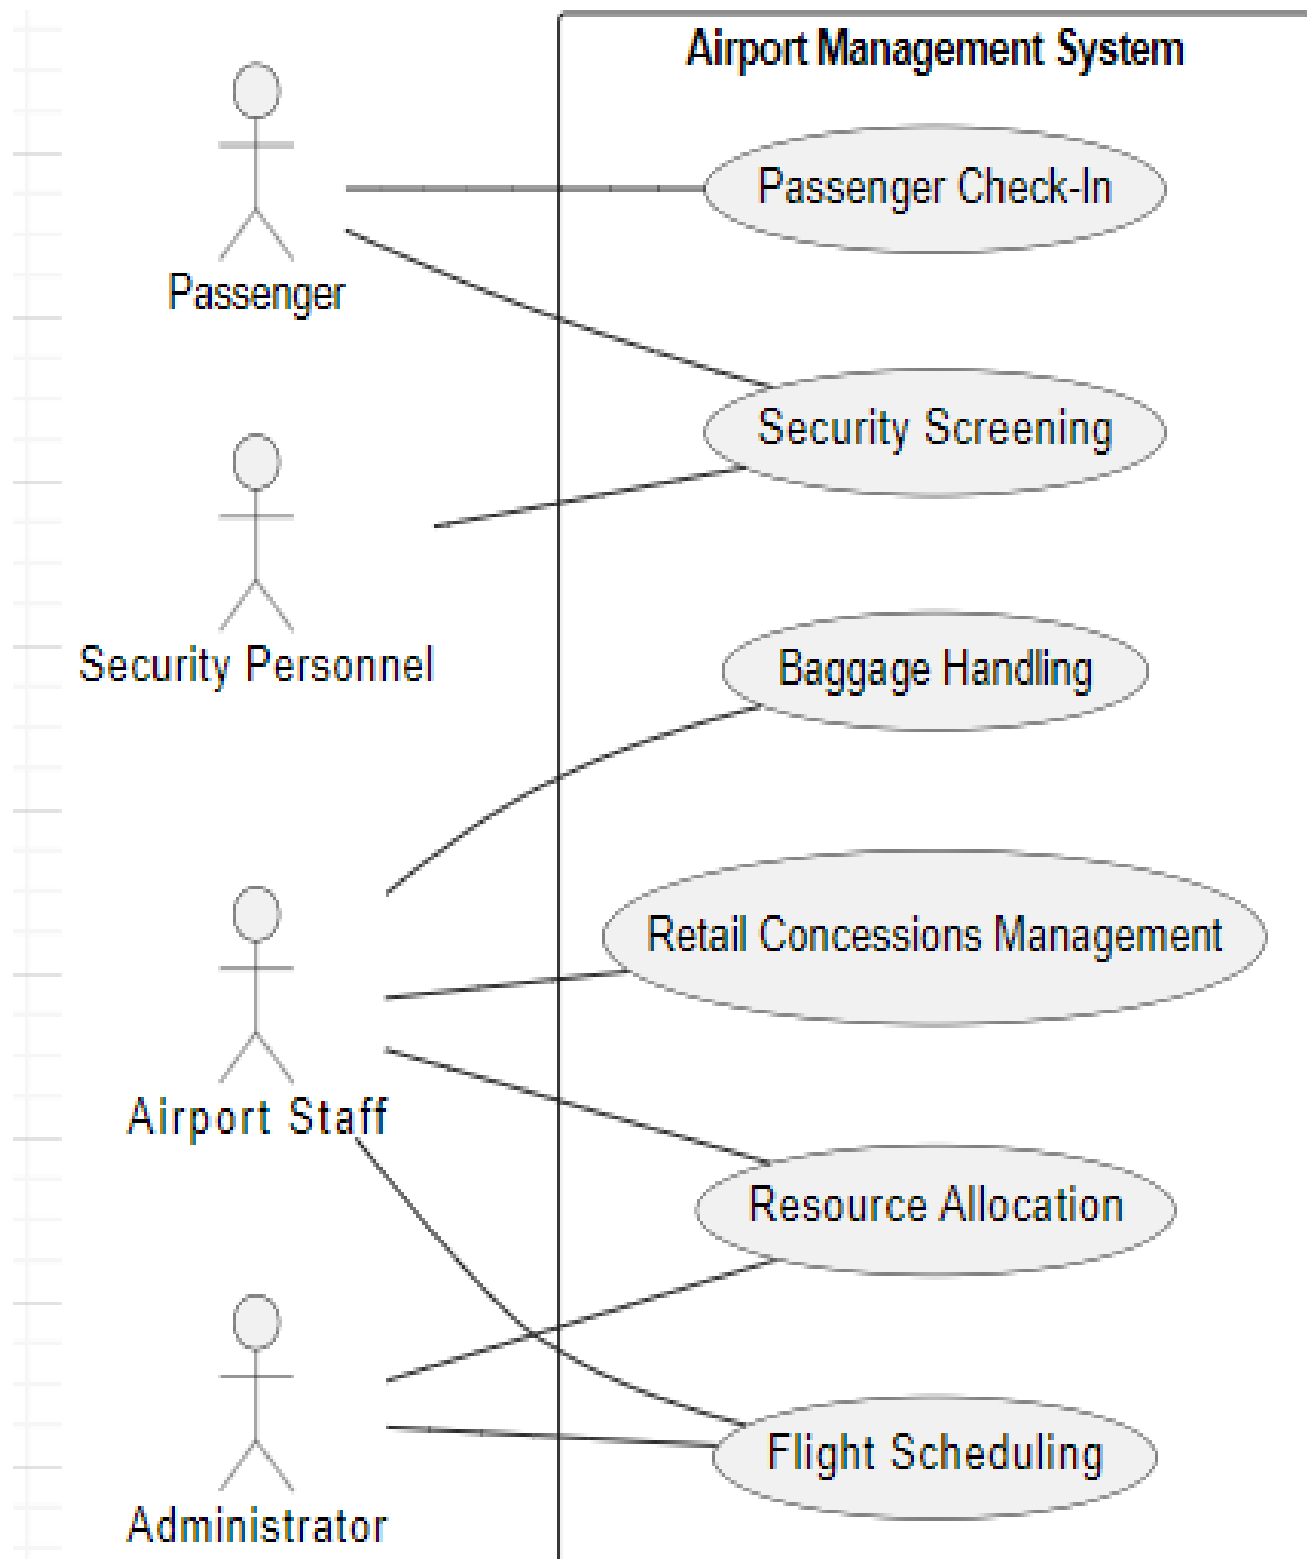 Airport Management System
Passenger Check-In
Passenger
Security Screening
Security Personnel
Baggage Handling
Retail Concessions Management
Airport Staff
Resource Allocation
Flight Scheduling
Administrator